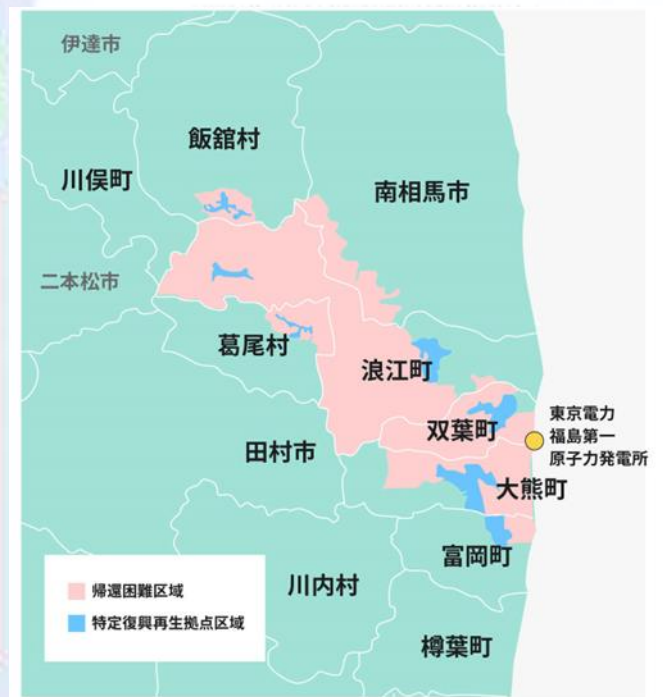 伊達市
飯舘村
川俣町
南相馬市
二本松市
葛尾村
浪江町
東京電力
福島第一
原子力発電所
双葉町
田村市
大熊町
富岡町
川内村
帰還困難区域
特定復興再生拠点区域
樽葉町